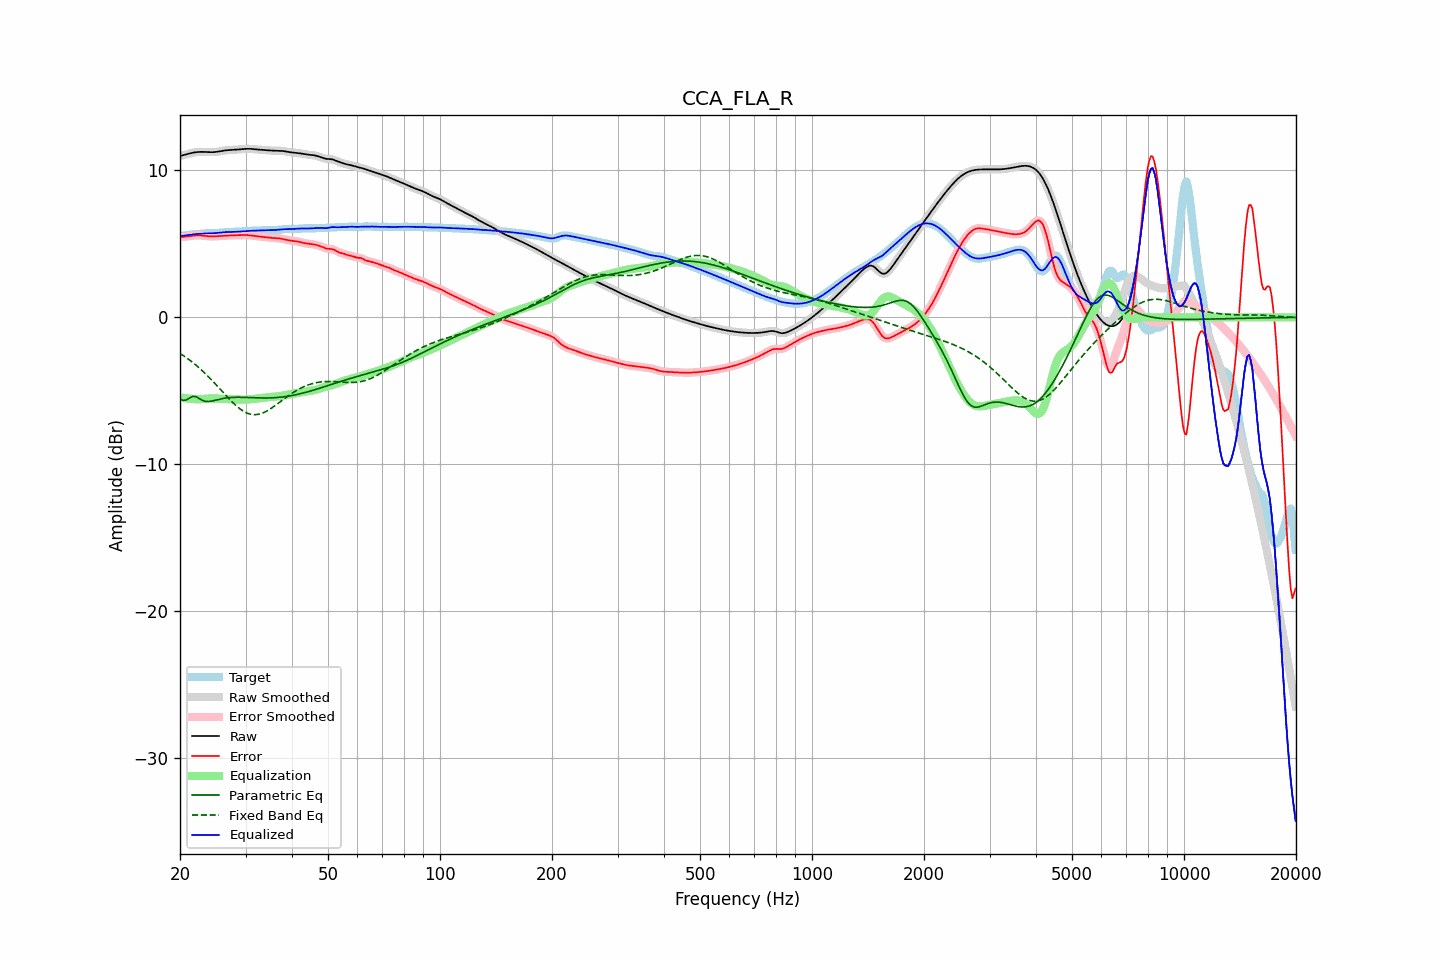 CCA_FLA_R
10
0
−10
−20
−30
Amplitude (dBr)
Target
Raw Smoothed
Error Smoothed
Raw
Error
Equalization
Parametric Eq
Fixed Band Eq
Equalized
20 50 100 200 500 1000 2000 5000 10000 20000
Frequency (Hz)